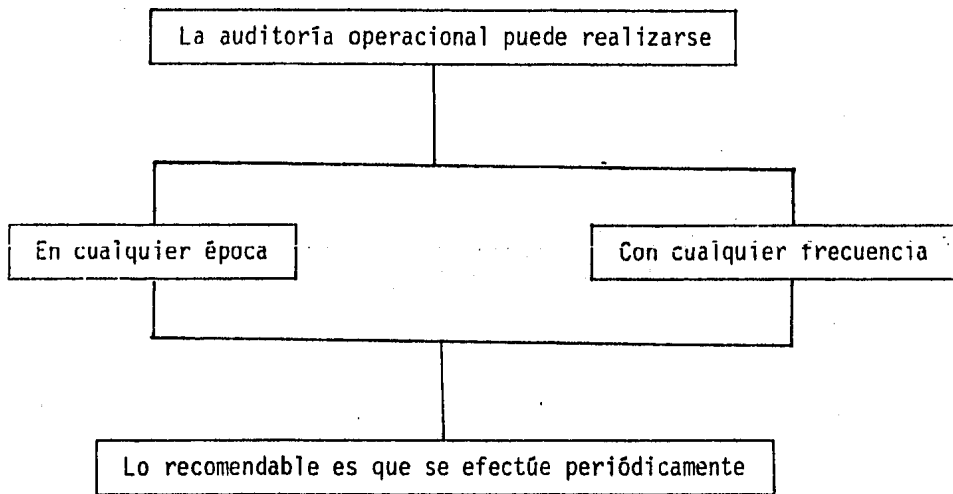 La auditoría operacional puede realizarse
En cualquier época
Con cualquier frecuencia
Lo recomendable es que se efectúe periódicamente